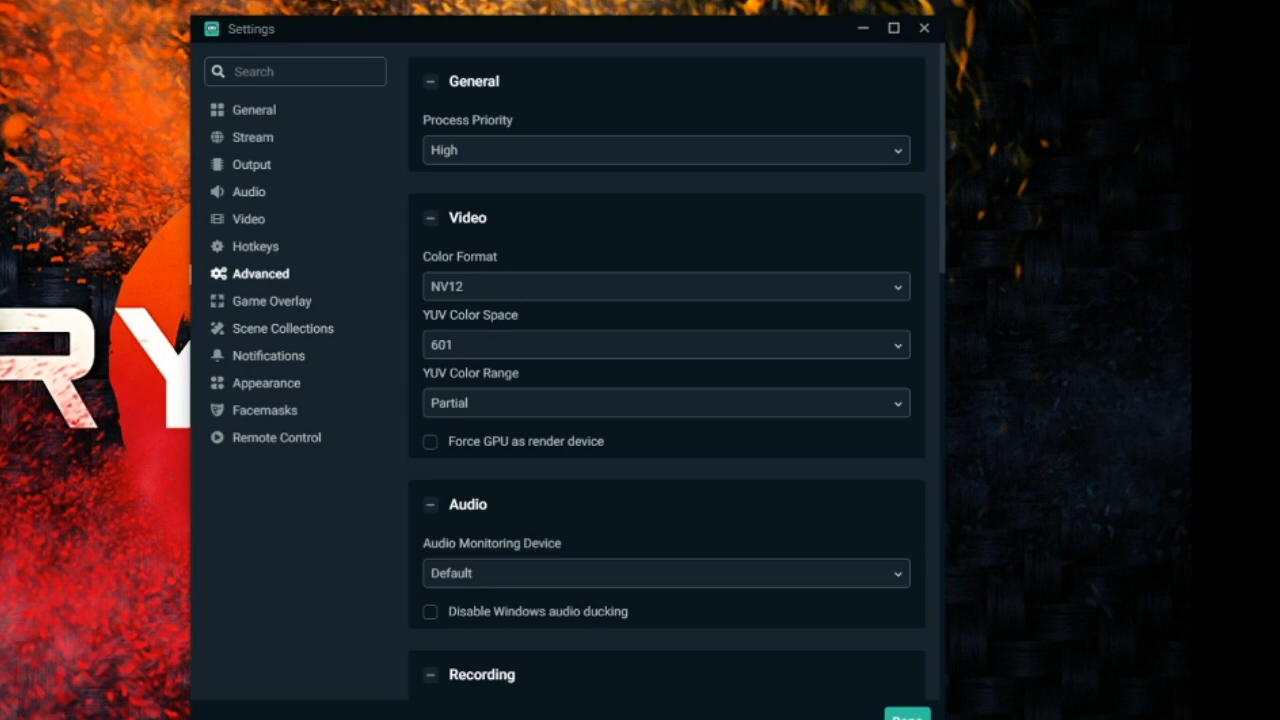 Settings
Search
General
Stream
Output
Audio
Video
Hotkeys
Advanced
Game Overlay
Scene Collections
Notifications
Appearance
Facemasks
Remote Control
General
Process Priority
High
Video
Color Format
NV12
YUV Color Space
601
YUV Color Range
Partial
Force GPU as render device
Audio
Audio Monitoring Device
Default
Disable Windows audio ducking
Recording
Done
RY